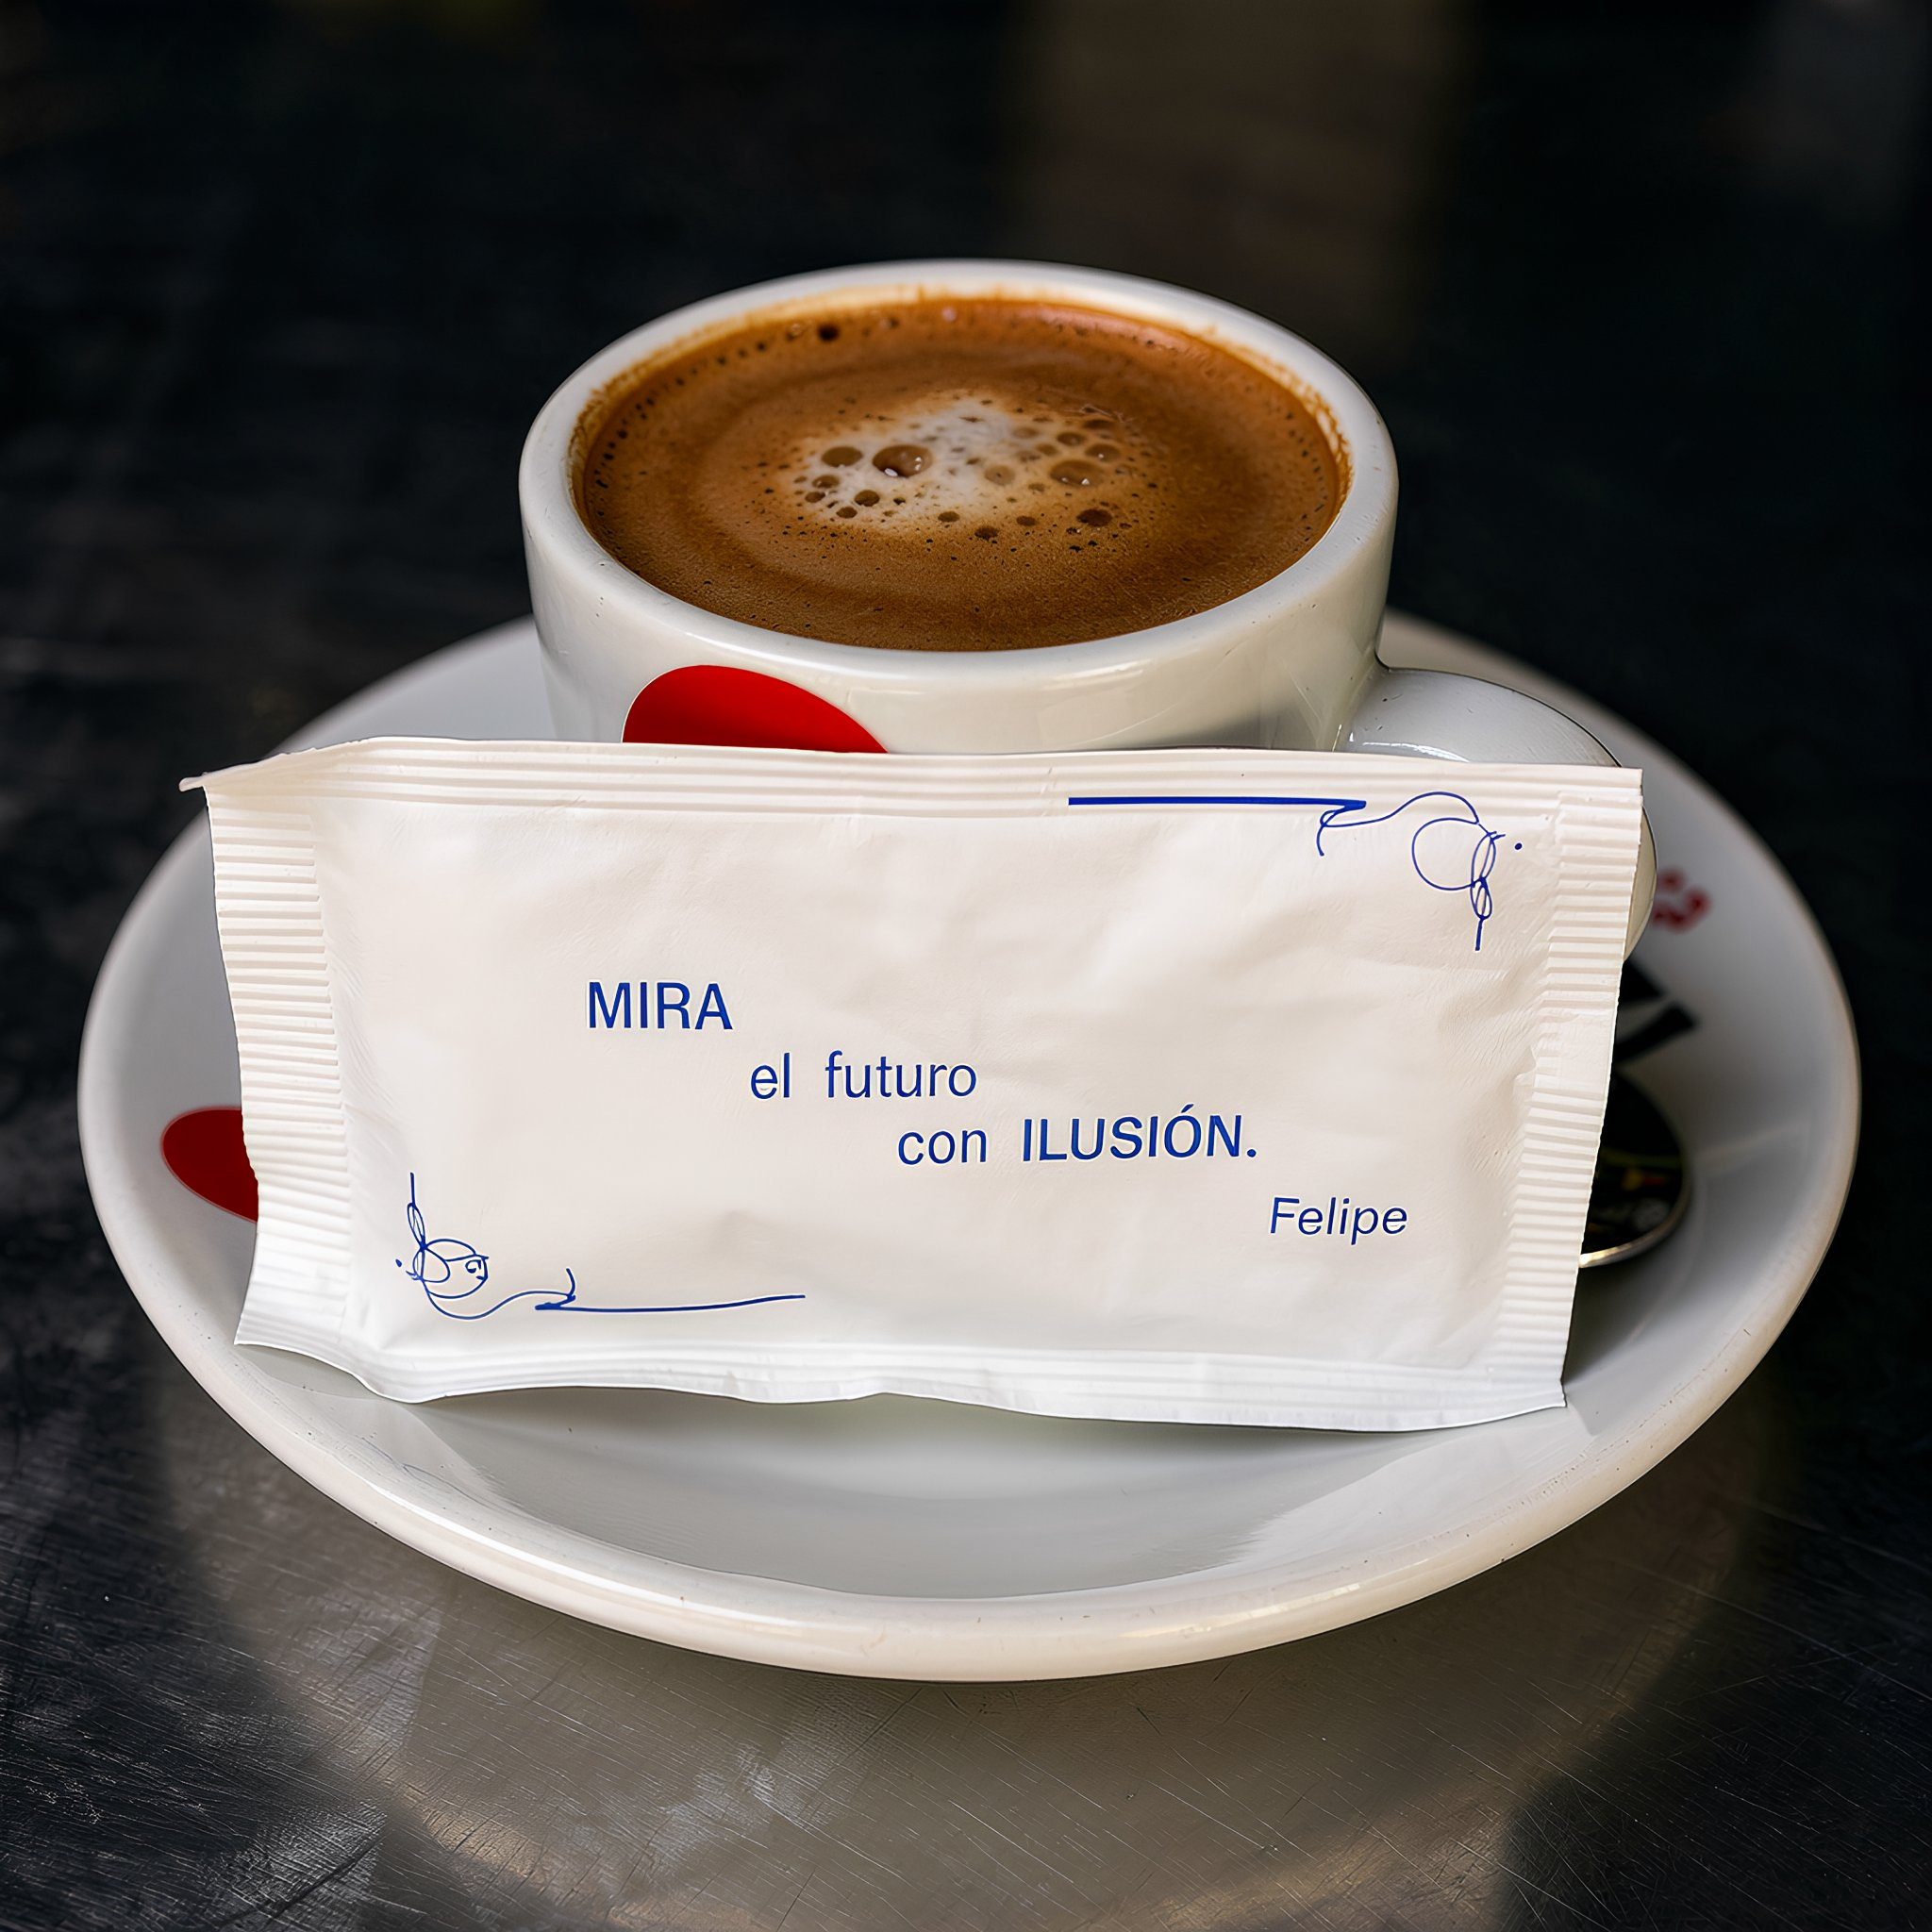 MIRA
el futuro
con ILUSIÓN.
Felipe